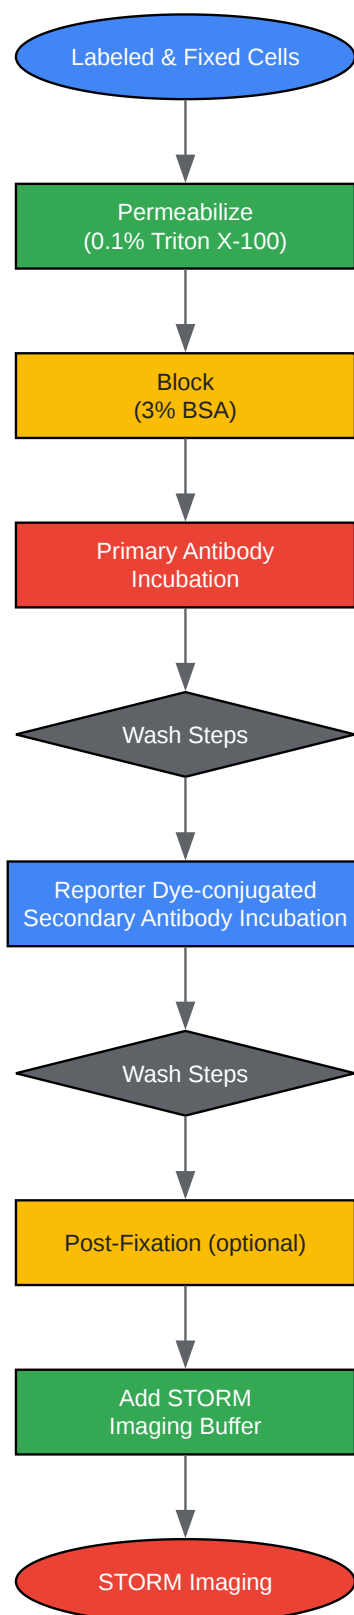 Labeled & Fixed Cells
Permeabilize
(0.1% Triton X-100)
Block
(3% BSA)
Primary Antibody
Incubation
Wash Steps
Reporter Dye-conjugated
Secondary Antibody Incubation
Wash Steps
Post-Fixation (optional)
Add STORM
Imaging Buffer
STORM Imaging